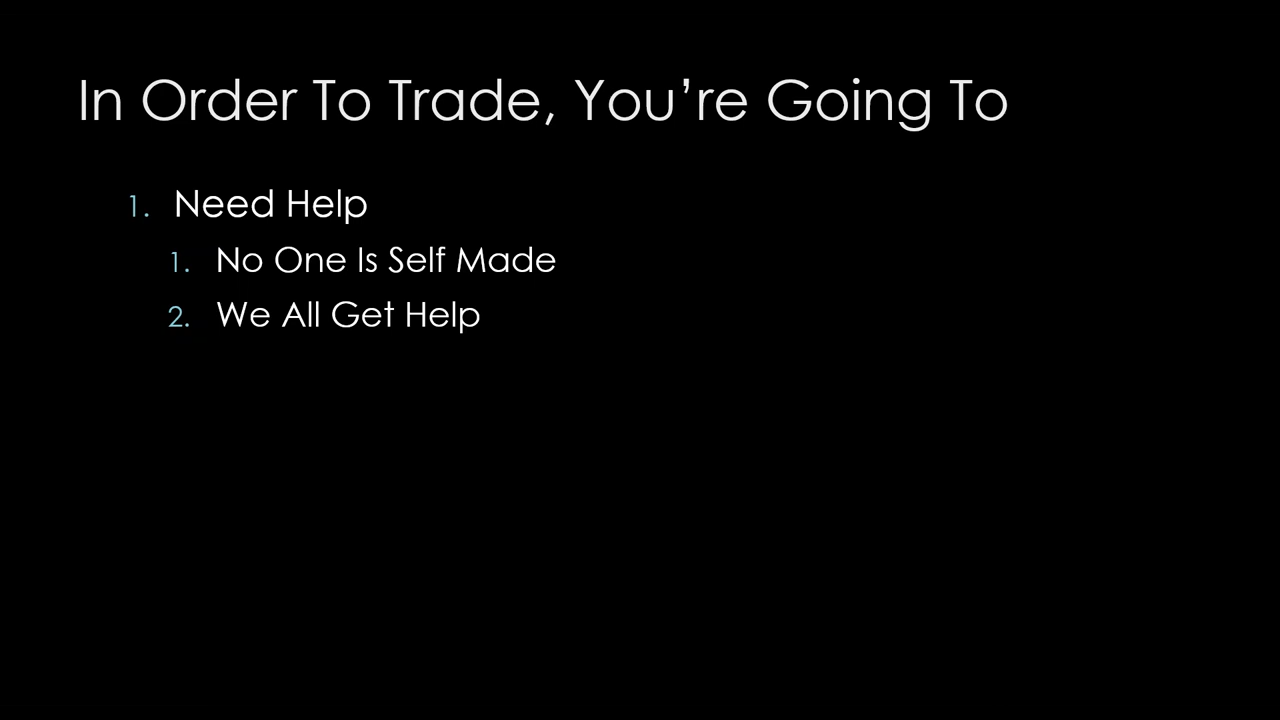 In Order To Trade, You’re Going To
1. Need Help
1. No One Is Self Made
2. We All Get Help